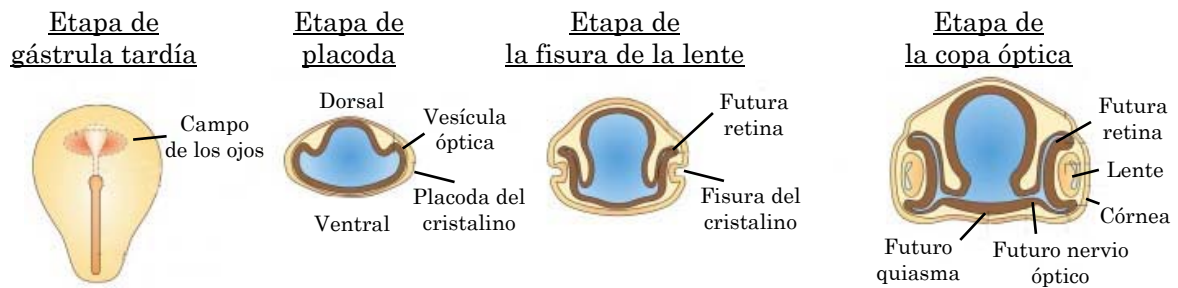 Etapa de
gástrula tardía
Campo
de los ojos
Etapa de
placoda
Dorsal
Vesícula
óptica
Placoda del
cristalino
Ventral
Etapa de
la fisura de la lente
Futura
retina
Fisura del
cristalino
Etapa de
la copa óptica
Futura
retina
Lente
Córnea
Futuro nervio
óptico
Futuro
quiasma